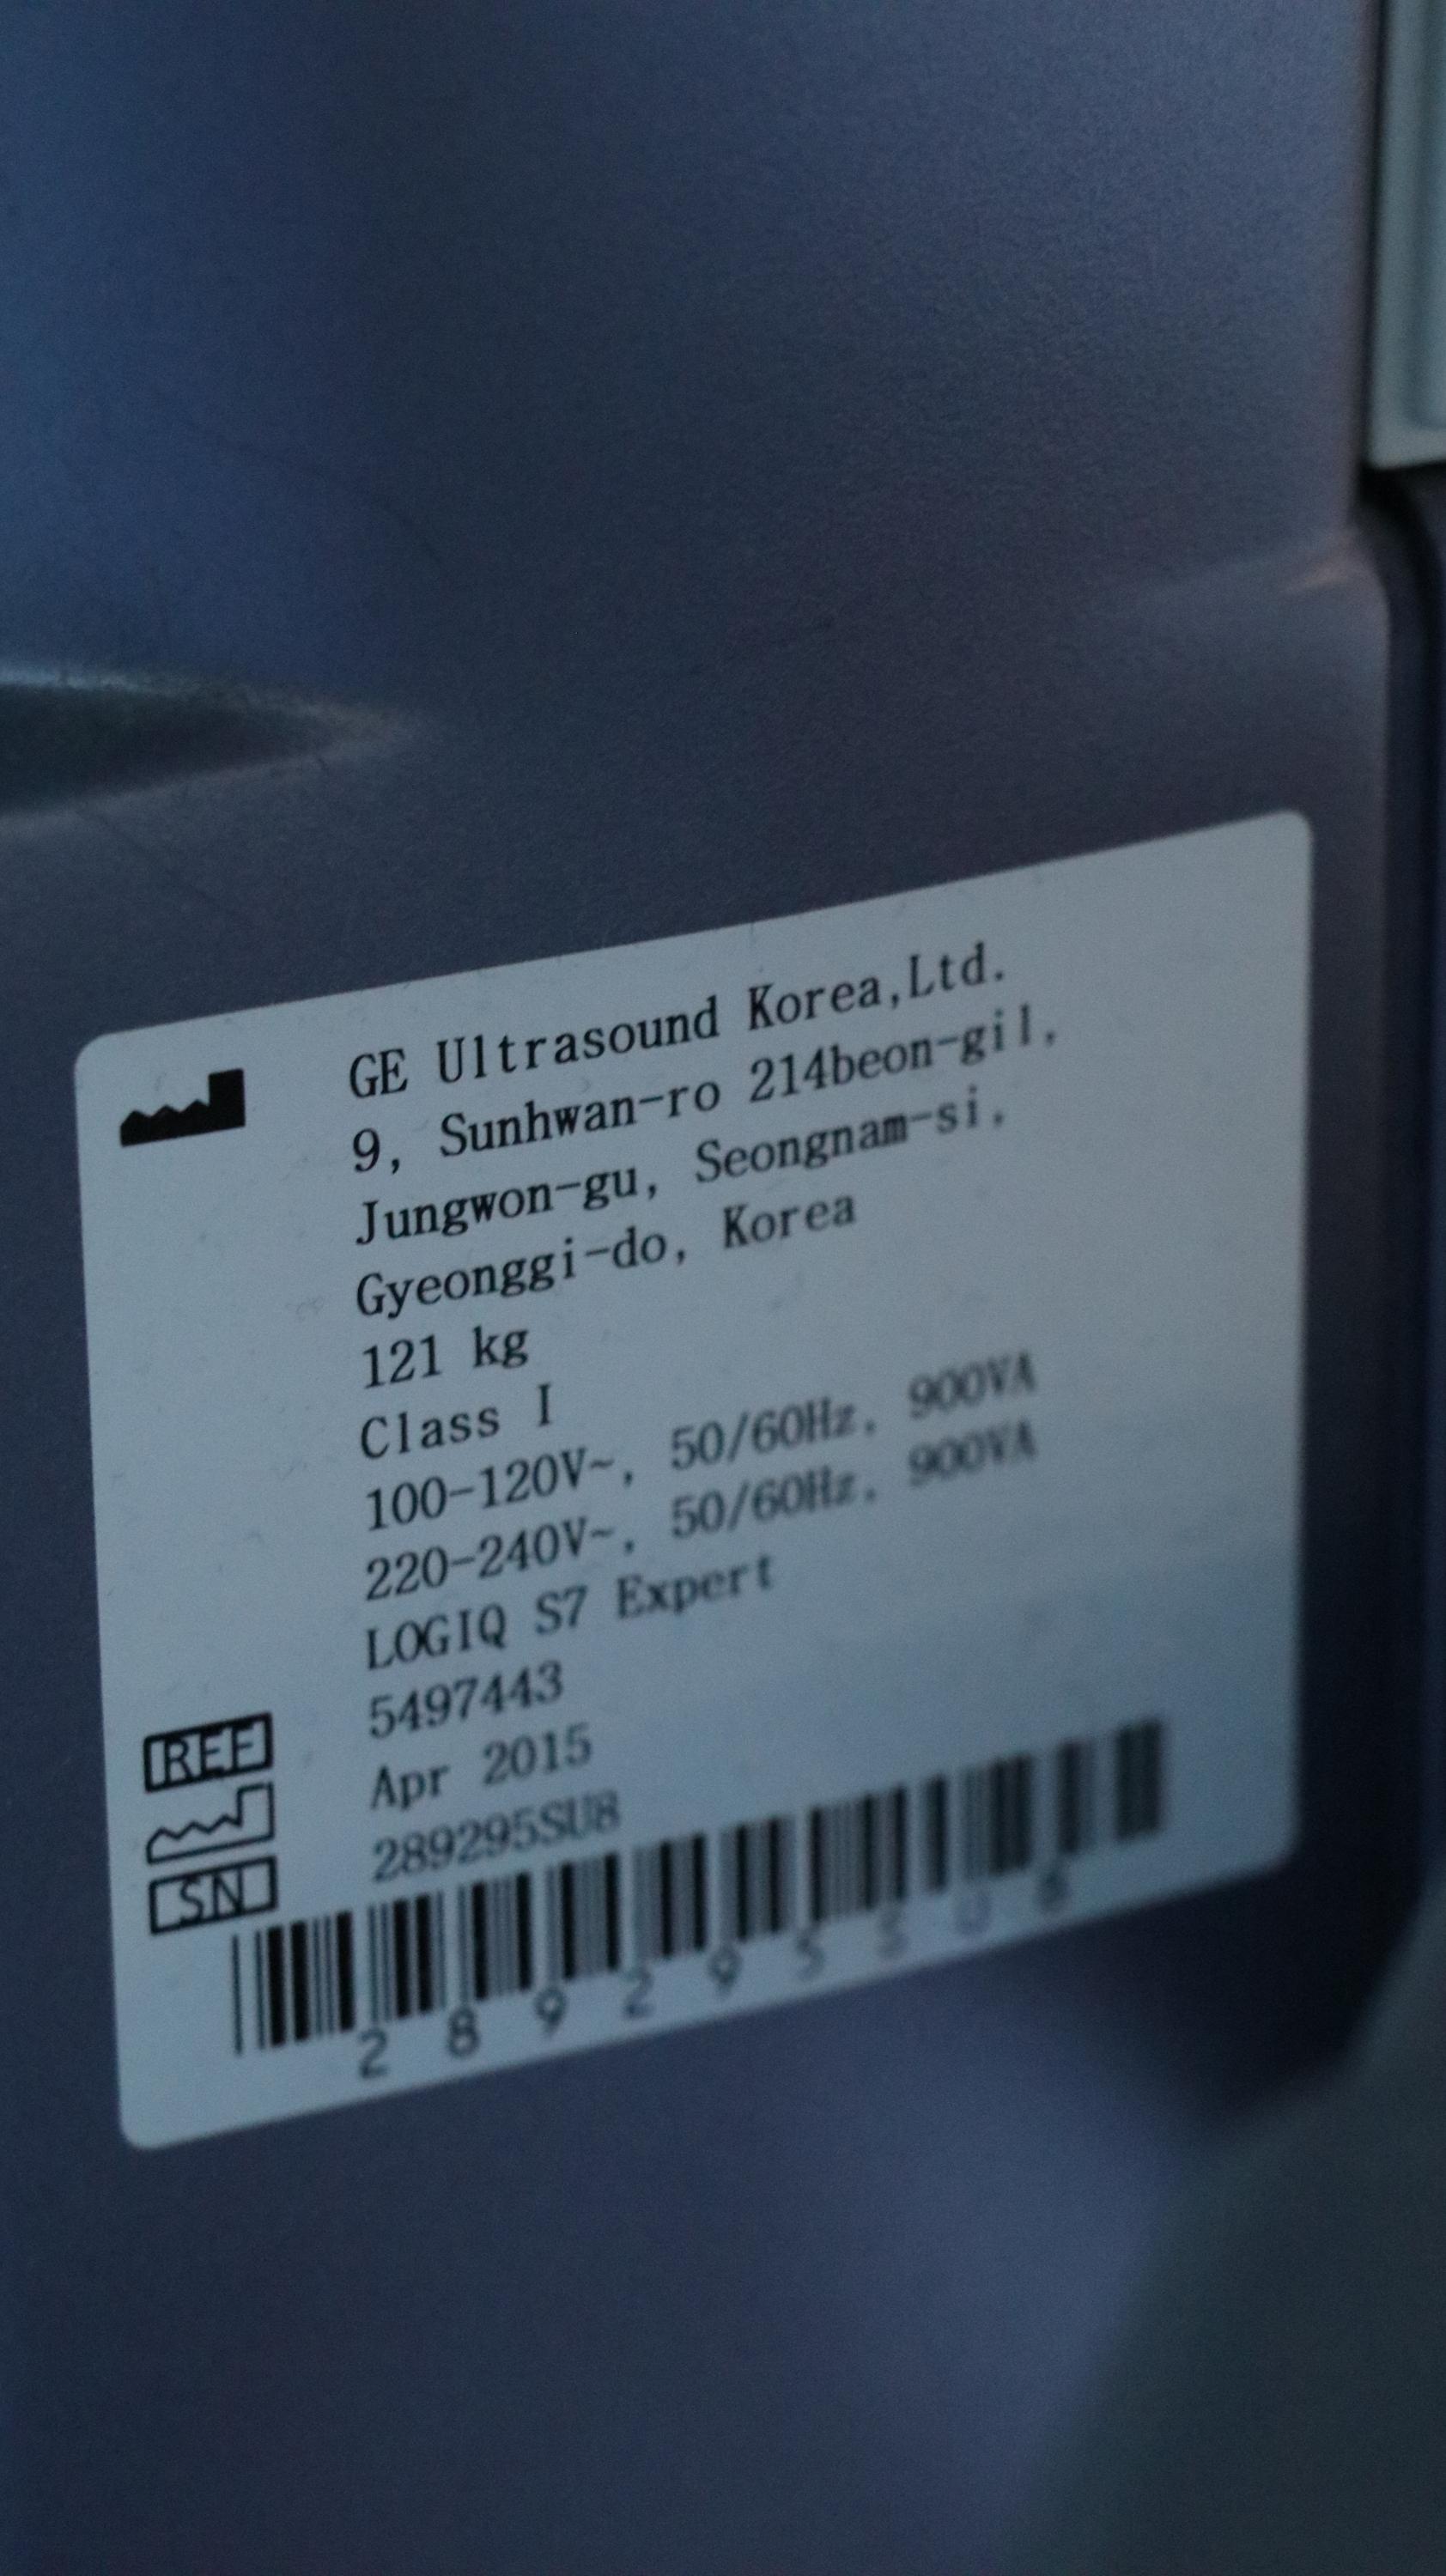 GE Ultrasound Korea,Ltd.
9, Sunhwan-ro 214beon-gil,
Jungwon-gu, Seongnam-si,
Gyeonggi-do, Korea
121 kg
Class I
100-120V~, 50/60Hz, 900VA
220-240V~, 50/60Hz, 900VA
LOGIQ S7 Expert
REF 5497443
Apr 2015
SN 289295SU8
2 8 9 2 9 5 S U 8